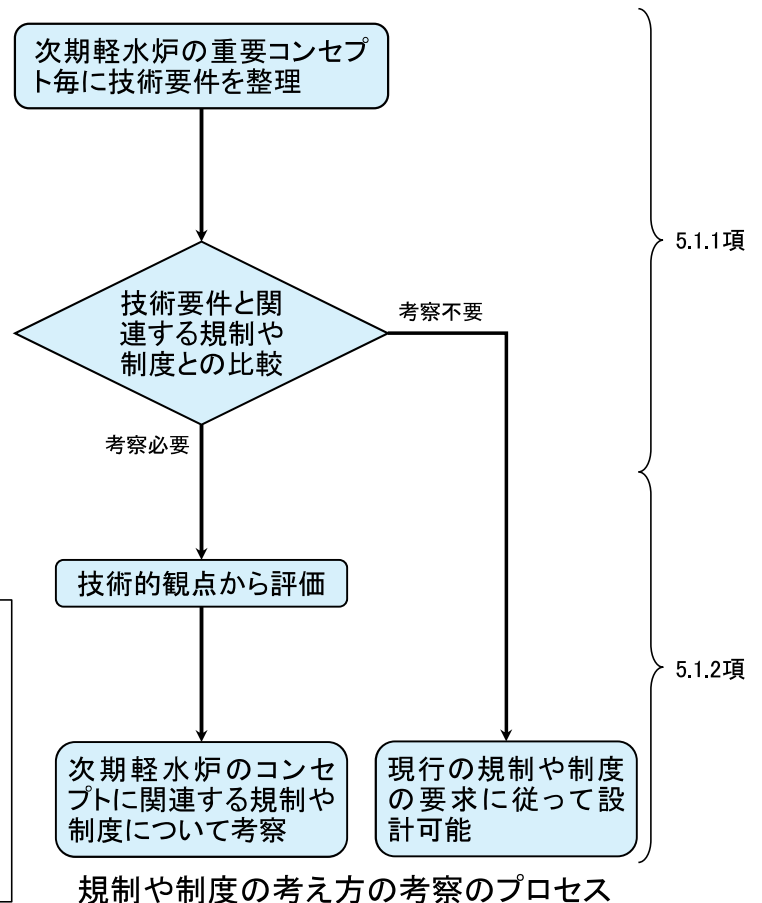 次期軽水炉の重要コンセプ
ト毎に技術要件を整理
5.1.1項
技術要件と関
連する規制や
制度との比較
考察不要
考察必要
技術的観点から評価
5.1.2項
次期軽水炉のコンセ
プトに関連する規制や
制度について考察
現行の規制や制度
の要求に従って設
計可能
規制や制度の考え方の考察のプロセス